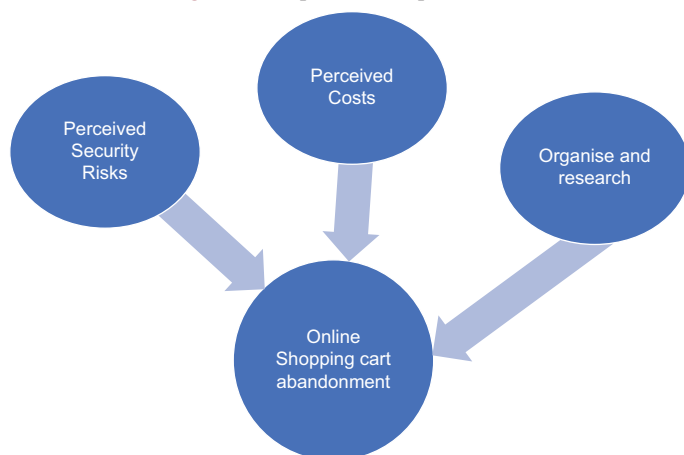 Perceived
Costs
Perceived
Security
Risks
Organise and
research
Online
Shopping cart
abandonment